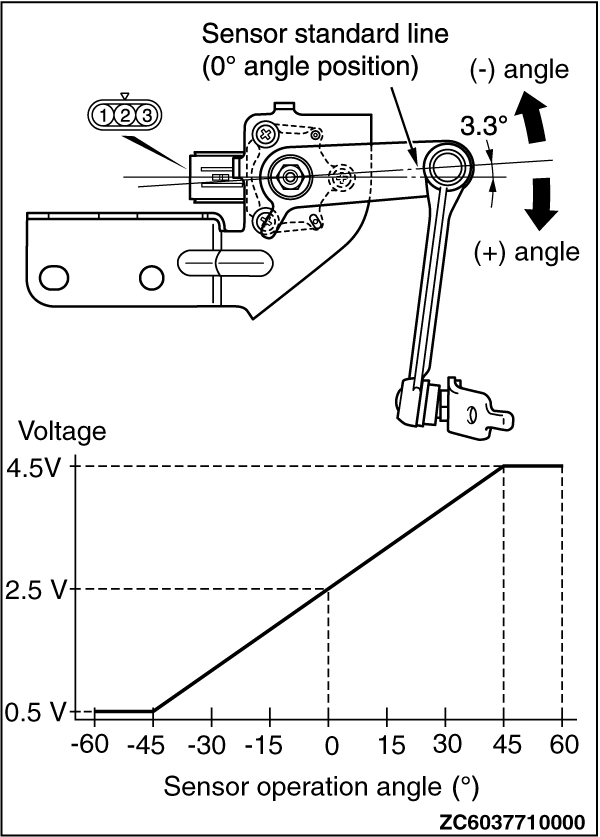 Sensor standard line
(0° angle position)
(-) angle
1 2 3
3.3°
(+) angle
Voltage
4.5V
2.5 V
0.5 V
-60 -45 -30 -15 0 15 30 45 60
Sensor operation angle (°)
ZC6037710000